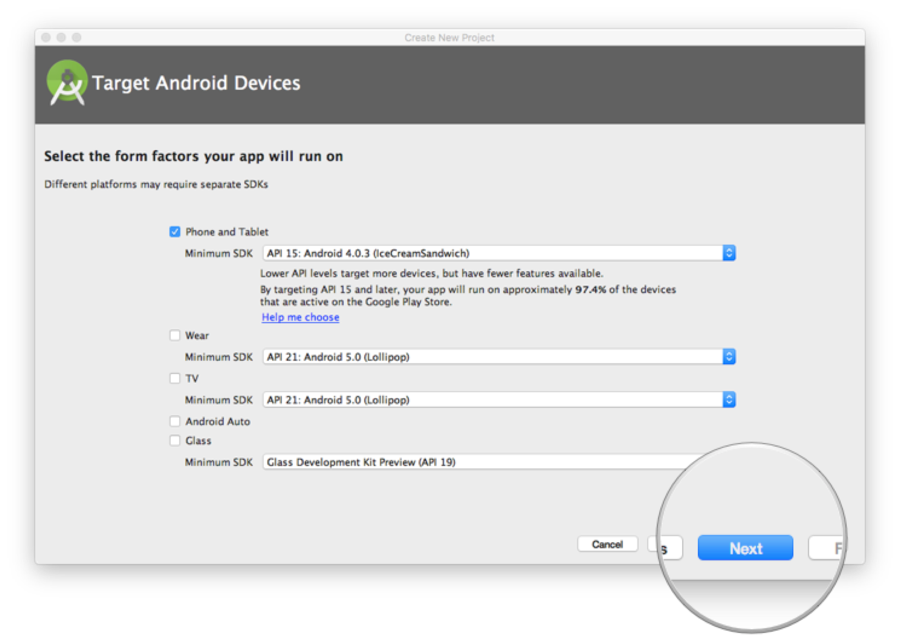 Create New Project
Target Android Devices
Select the form factors your app will run on
Different platforms may require separate SDKs
Phone and Tablet
Minimum SDK API 15: Android 4.0.3 (IceCreamSandwich)
Lower API levels target more devices, but have fewer features available.
By targeting API 15 and later, your app will run on approximately 97.4% of the devices
that are active on the Google Play Store.
Help me choose
Wear
Minimum SDK API 21: Android 5.0 (Lollipop)
TV
Minimum SDK API 21: Android 5.0 (Lollipop)
Android Auto
Glass
Minimum SDK Glass Development Kit Preview (API 19)
Cancel s Next F